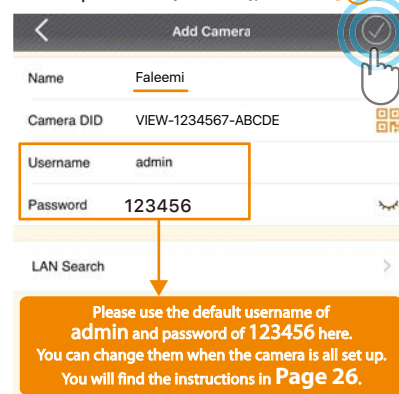 Add Camera
Name Faleemi
Camera DID VIEW-1234567-ABCDE
Username admin
Password 123456
LAN Search
Please use the default username of
admin and password of 123456 here.
You can change them when the camera is all set up.
You will find the instructions in Page 26.